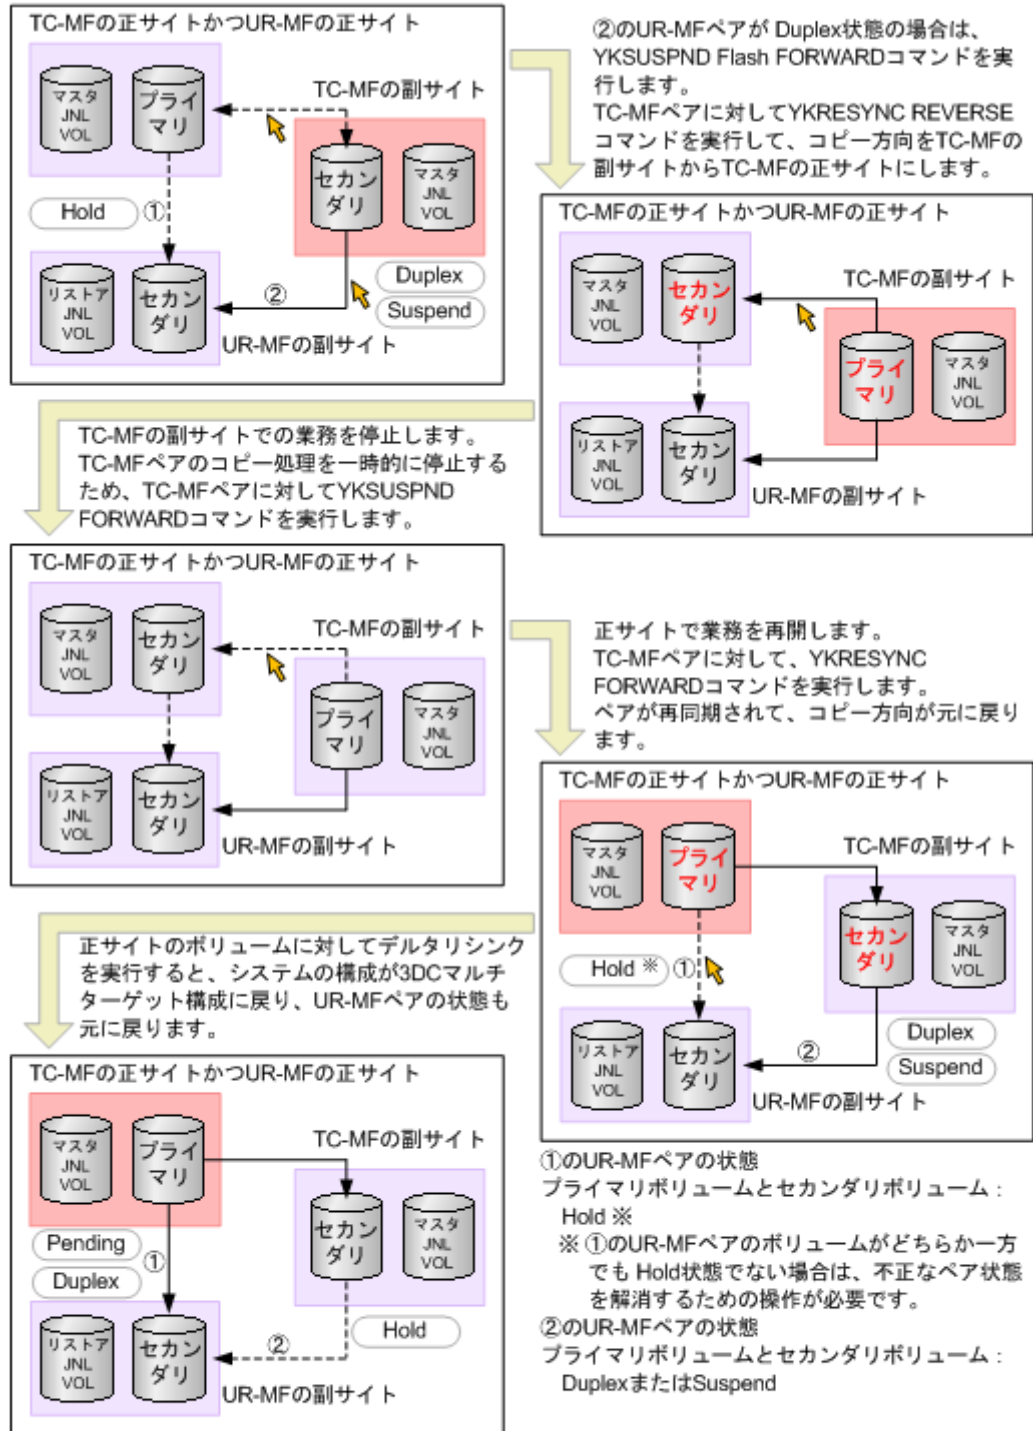 TC-MFの正サイトかつUR-MFの正サイト
マスタ
JNL
VOL
プライ
マリ
TC-MFの副サイト
セカン
ダリ
マスタ
JNL
VOL
Hold
①
Duplex
Suspend
②
リストア
JNL
VOL
セカン
ダリ
UR-MFの副サイト
②のUR-MFペアが Duplex状態の場合は、
YKSUSPND Flash FORWARDコマンドを実
行します。
TC-MFペアに対してYKRESYNC REVERSE
コマンドを実行して、コピー方向をTC-MFの
副サイトからTC-MFの正サイトにします。
TC-MFの正サイトかつUR-MFの正サイト
マスタ
JNL
VOL
セカン
ダリ
TC-MFの副サイト
プライ
マリ
マスタ
JNL
VOL
リストア
JNL
VOL
セカン
ダリ
UR-MFの副サイト
TC-MFの副サイトでの業務を停止します。
TC-MFペアのコピー処理を一時的に停止する
ため、TC-MFペアに対してYKSUSPND
FORWARDコマンドを実行します。
TC-MFの正サイトかつUR-MFの正サイト
マスタ
JNL
VOL
セカン
ダリ
TC-MFの副サイト
プライ
マリ
マスタ
JNL
VOL
リストア
JNL
VOL
セカン
ダリ
UR-MFの副サイト
正サイトで業務を再開します。
TC-MFペアに対して、YKRESYNC
FORWARDコマンドを実行します。
ペアが再同期されて、コピー方向が元に戻り
ます。
TC-MFの正サイトかつUR-MFの正サイト
マスタ
JNL
VOL
プライ
マリ
TC-MFの副サイト
セカン
ダリ
マスタ
JNL
VOL
Hold ※
①
Duplex
Suspend
②
リストア
JNL
VOL
セカン
ダリ
UR-MFの副サイト
正サイトのボリュームに対してデルタリシンク
を実行すると、システムの構成が3DCマルチ
ターゲット構成に戻り、UR-MFペアの状態も
元に戻ります。
TC-MFの正サイトかつUR-MFの正サイト
マスタ
JNL
VOL
プライ
マリ
TC-MFの副サイト
セカン
ダリ
マスタ
JNL
VOL
Pending
Duplex
①
Hold
②
リストア
JNL
VOL
セカン
ダリ
UR-MFの副サイト
①のUR-MFペアの状態
プライマリボリュームとセカンダリボリューム：
Hold ※
※ ①のUR-MFペアのボリュームがどちらか一方
でも Hold状態でない場合は、不正なペア状態
を解消するための操作が必要です。
②のUR-MFペアの状態
プライマリボリュームとセカンダリボリューム：
DuplexまたはSuspend